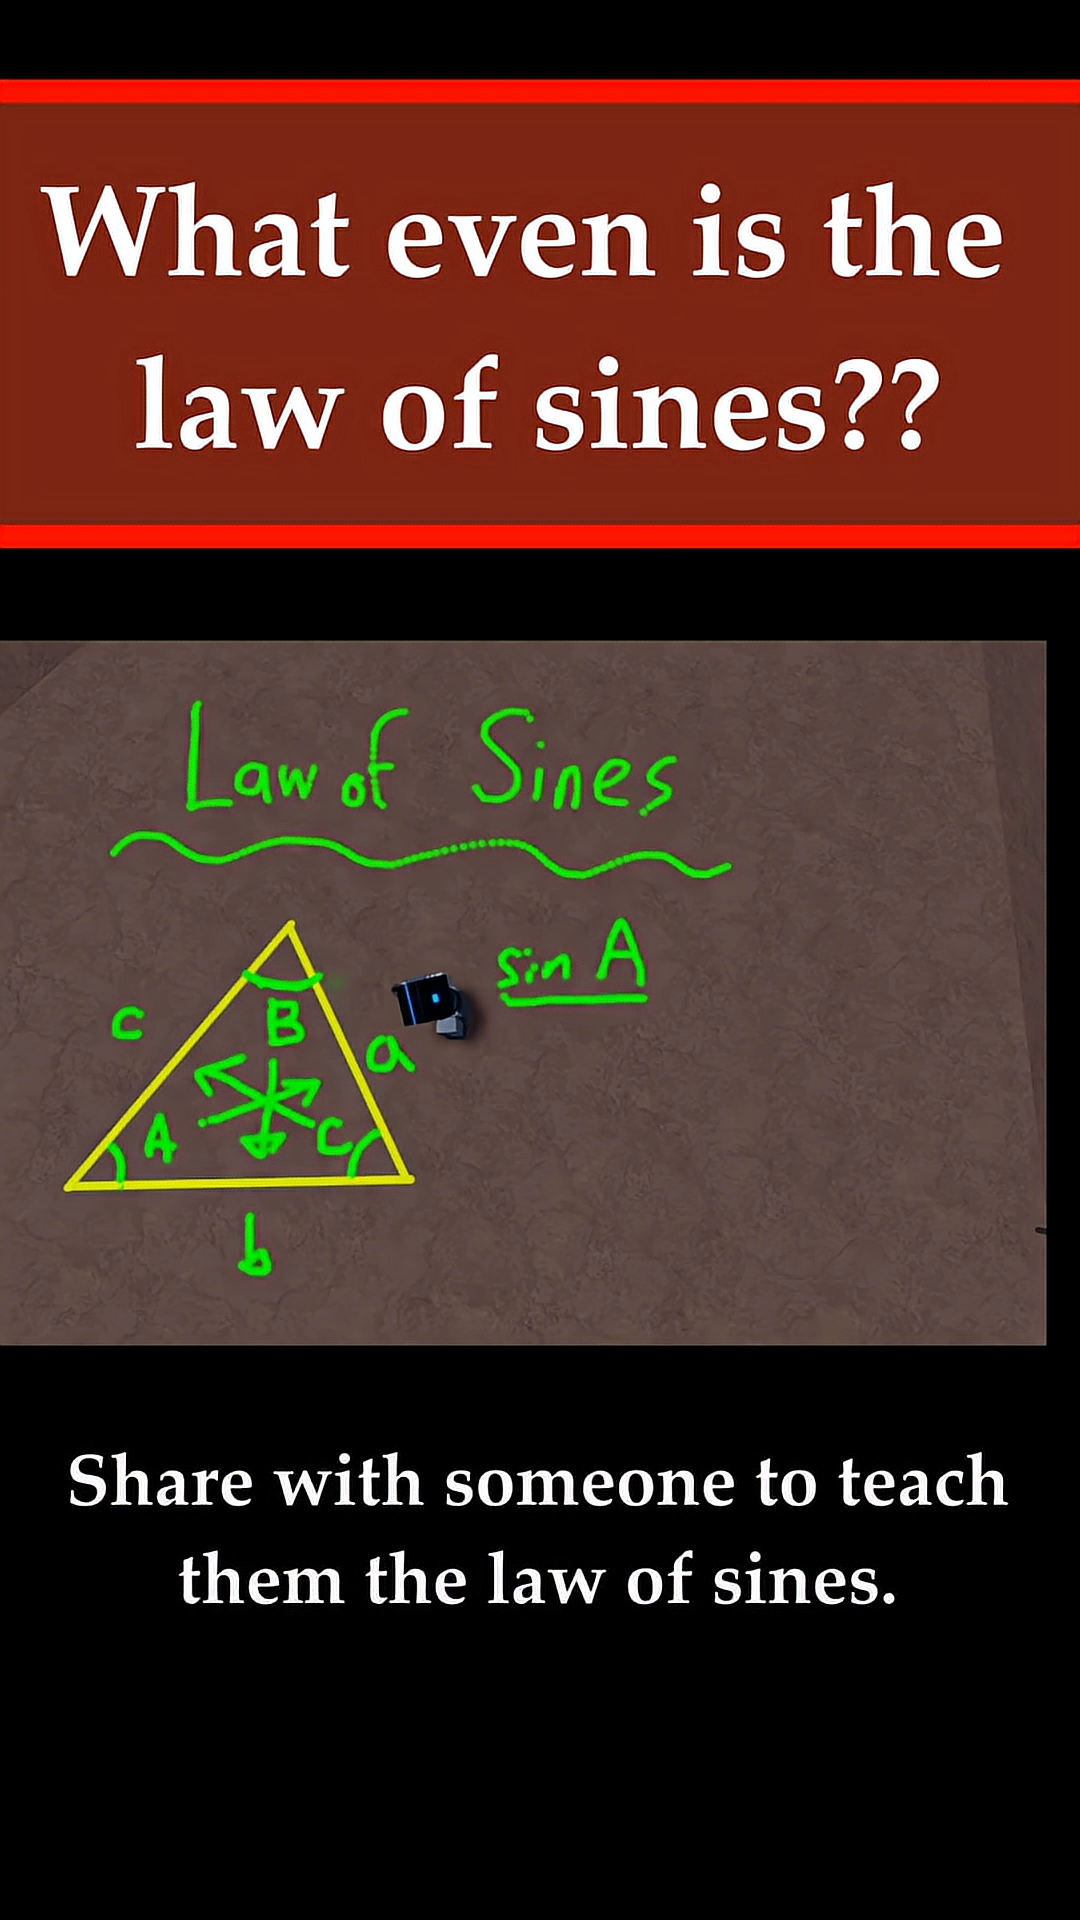 What even is the
law of sines??
Law of Sines
sin A
c
B
a
A
C
b
Share with someone to teach
them the law of sines.